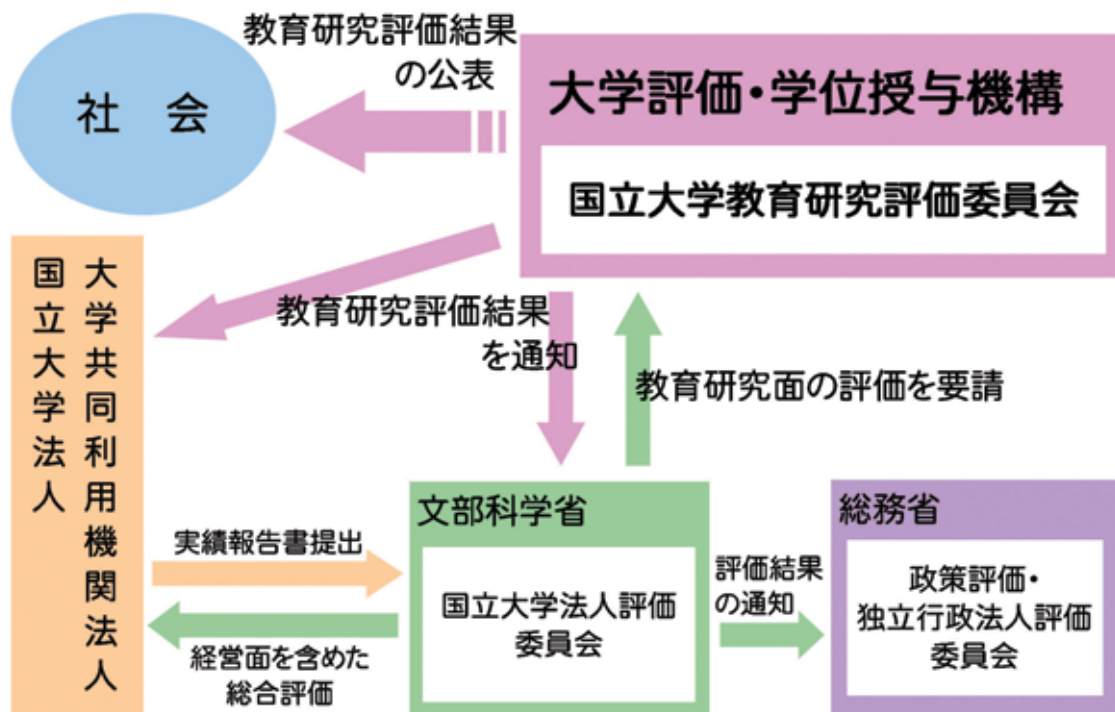 教育研究評価結果
の公表
社 会
大学評価・学位授与機構
国立大学教育研究評価委員会
大学共同利用機関法人
国立大学法人
教育研究評価結果
を通知
教育研究面の評価を要請
実績報告書提出
経営面を含めた
総合評価
文部科学省
国立大学法人評価
委員会
評価結果
の通知
総務省
政策評価・
独立行政法人評価
委員会